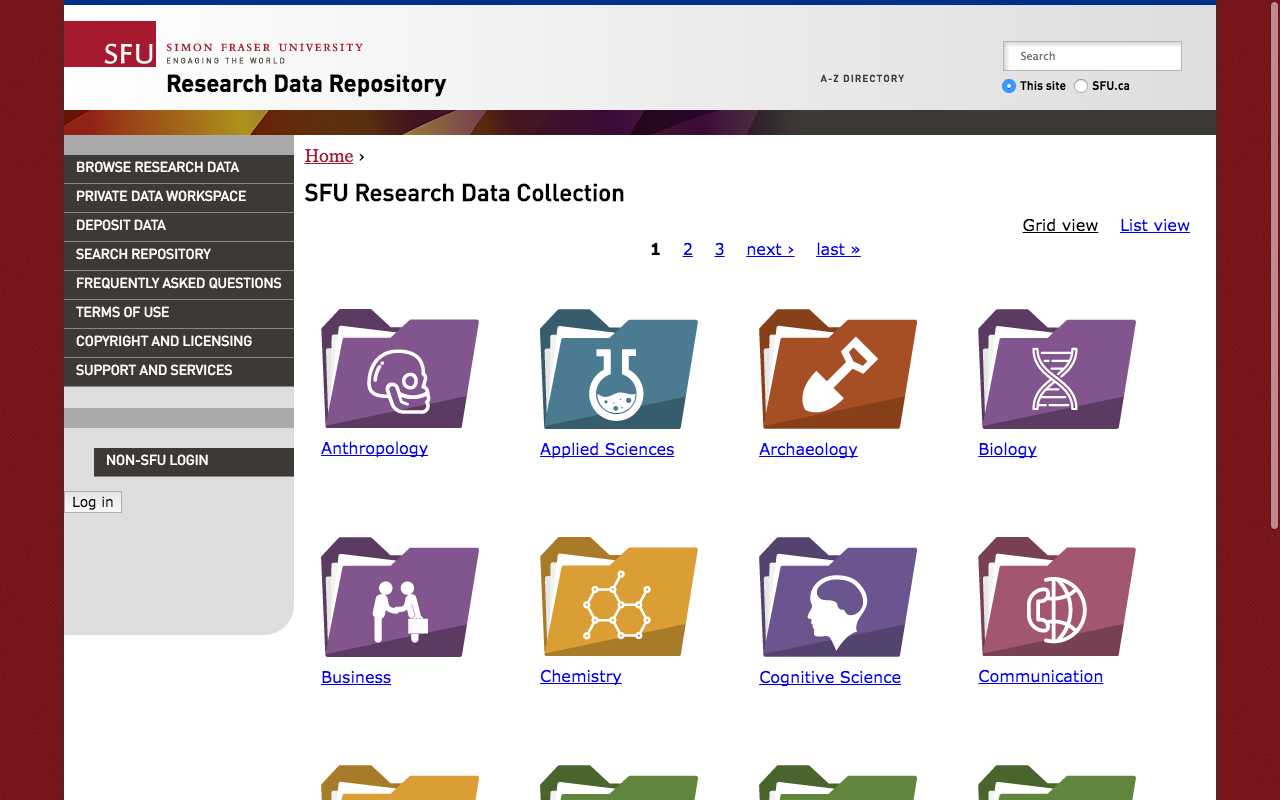 SFU
SIMON FRASER UNIVERSITY
ENGAGING THE WORLD
Research Data Repository
A-Z DIRECTORY
Search
This site SFU.ca
BROWSE RESEARCH DATA
PRIVATE DATA WORKSPACE
DEPOSIT DATA
SEARCH REPOSITORY
FREQUENTLY ASKED QUESTIONS
TERMS OF USE
COPYRIGHT AND LICENSING
SUPPORT AND SERVICES
NON-SFU LOGIN
Log in
Home ›
SFU Research Data Collection
Grid view List view
1 2 3 next › last »
Anthropology Applied Sciences Archaeology Biology
Business Chemistry Cognitive Science Communication